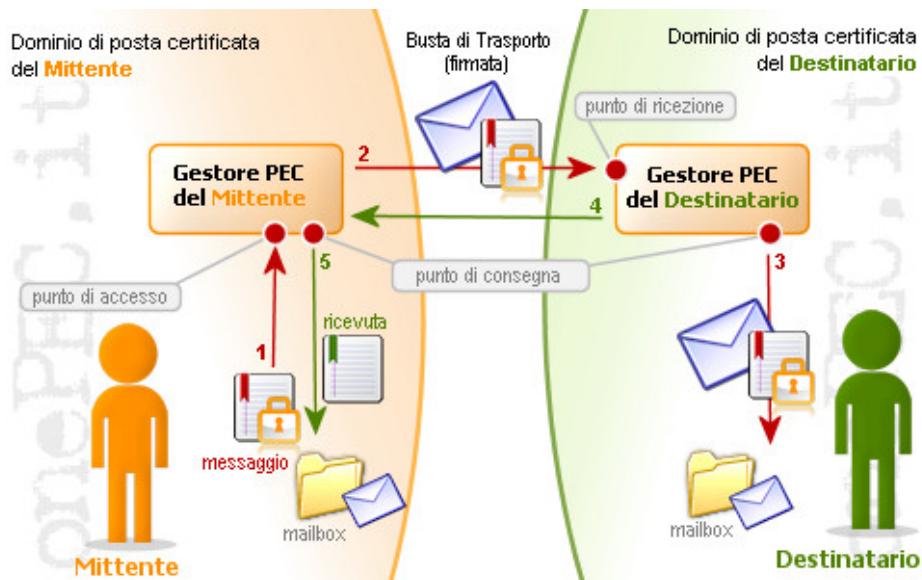 Dominio di posta certificata
del Mittente
Busta di Trasporto
(firmata)
Dominio di posta certificata
del Destinatario
punto di ricezione
2
Gestore PEC
del Mittente
Gestore PEC
del Destinatario
4
5
3
punto di consegna
punto di accesso
ricevuta
1
messaggio
mailbox
mailbox
Mittente
Destinatario
onePEC.it